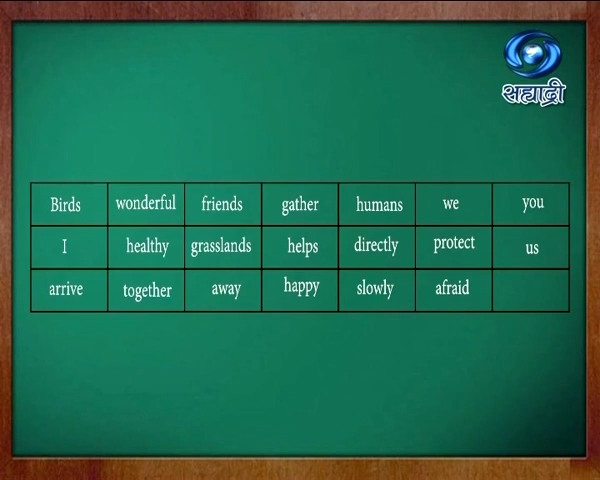 सह्याद्री
Birds wonderful friends gather humans we you
I healthy grasslands helps directly protect us
arrive together away happy slowly afraid